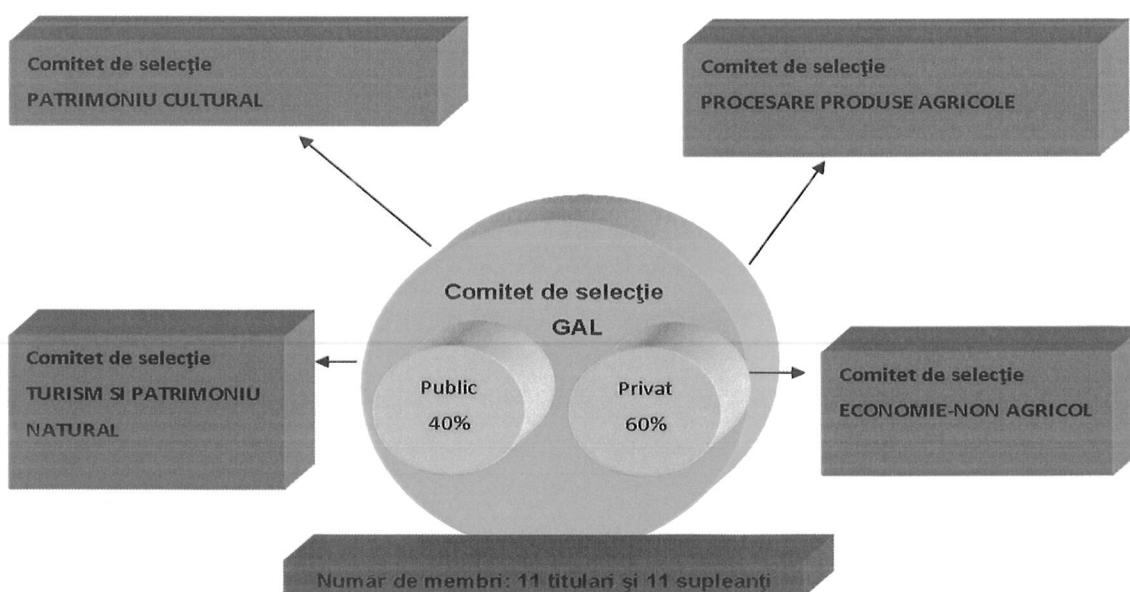 Comitet de selecţie
PATRIMONIU CULTURAL
Comitet de selecţie
PROCESARE PRODUSE AGRICOLE
Comitet de selecţie
GAL
Public
40%
Privat
60%
Comitet de selecţie
TURISM SI PATRIMONIU
NATURAL
Comitet de selecţie
ECONOMIE-NON AGRICOL
Număr de membri: 11 titulari şi 11 supleanţi